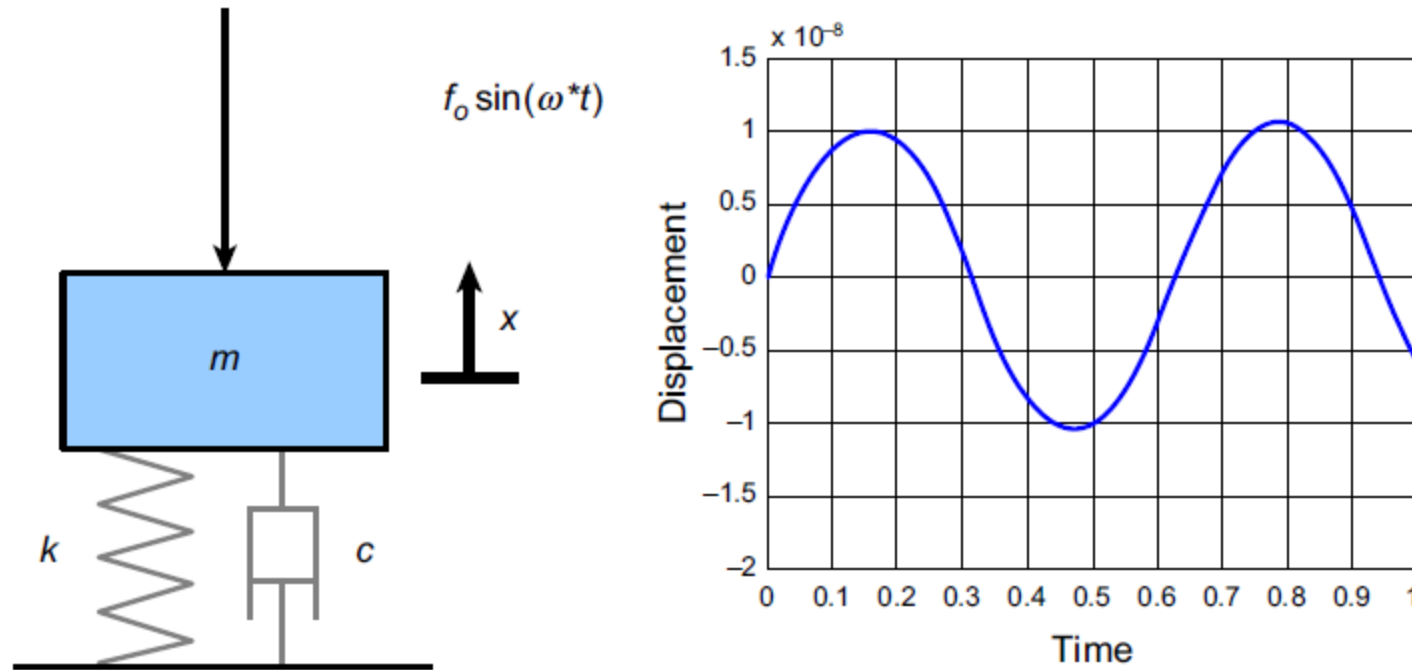 f_o sin(ω*t)
x
m
k
c
x 10⁻⁸
1.5
1
0.5
0
–0.5
–1
–1.5
–2
0 0.1 0.2 0.3 0.4 0.5 0.6 0.7 0.8 0.9 1
Displacement
Time